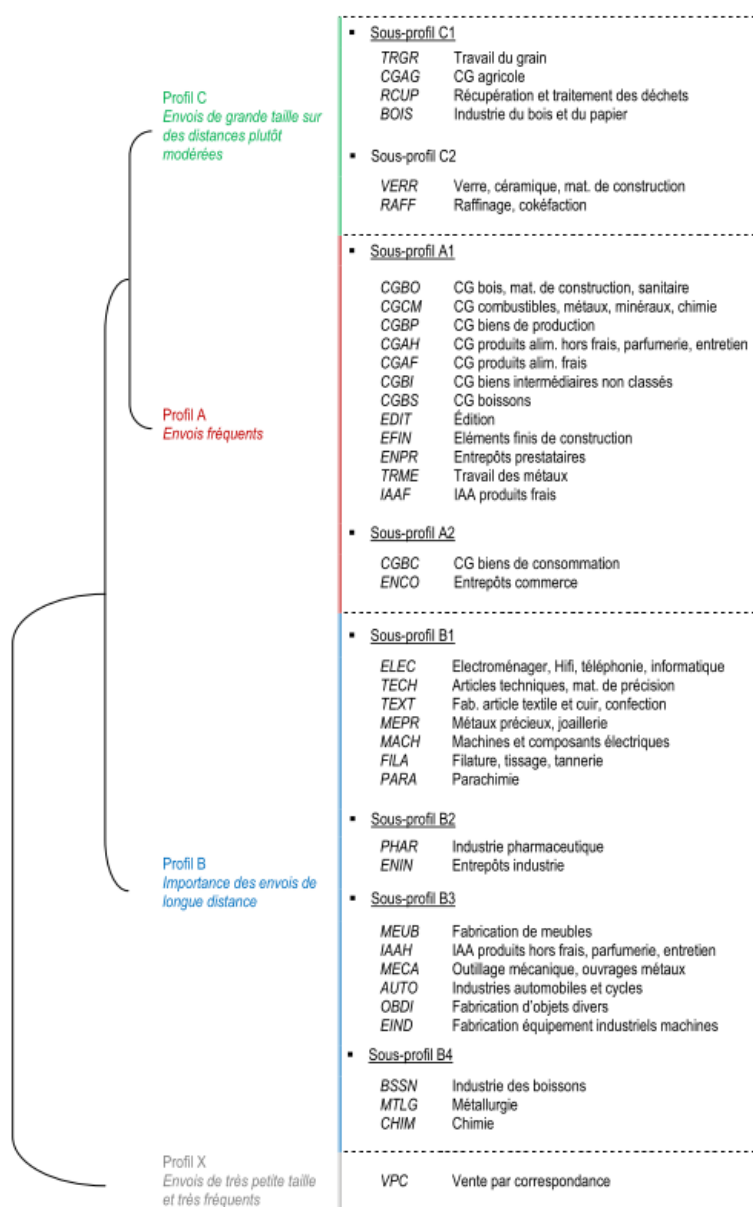 Profil C
Envois de grande taille sur
des distances plutôt
modérées
▪ Sous-profil C1
TRGR Travail du grain
CGAG CG agricole
RCUP Récupération et traitement des déchets
BOIS Industrie du bois et du papier
▪ Sous-profil C2
VERR Verre, céramique, mat. de construction
RAFF Raffinage, cokéfaction
Profil A
Envois fréquents
▪ Sous-profil A1
CGBO CG bois, mat. de construction, sanitaire
CGCM CG combustibles, métaux, minéraux, chimie
CGBP CG biens de production
CGAH CG produits alim. hors frais, parfumerie, entretien
CGAF CG produits alim. frais
CGBI CG biens intermédiaires non classés
CGBS CG boissons
EDIT Édition
EFIN Eléments finis de construction
ENPR Entrepôts prestataires
TRME Travail des métaux
IAAF IAA produits frais
▪ Sous-profil A2
CGBC CG biens de consommation
ENCO Entrepôts commerce
Profil B
Importance des envois de
longue distance
▪ Sous-profil B1
ELEC Electroménager, Hifi, téléphonie, informatique
TECH Articles techniques, mat. de précision
TEXT Fab. article textile et cuir, confection
MEPR Métaux précieux, joaillerie
MACH Machines et composants électriques
FILA Filature, tissage, tannerie
PARA Parachimie
▪ Sous-profil B2
PHAR Industrie pharmaceutique
ENIN Entrepôts industrie
▪ Sous-profil B3
MEUB Fabrication de meubles
IAAH IAA produits hors frais, parfumerie, entretien
MECA Outillage mécanique, ouvrages métaux
AUTO Industries automobiles et cycles
OBDI Fabrication d'objets divers
EIND Fabrication équipement industriels machines
▪ Sous-profil B4
BSSN Industrie des boissons
MTLG Métallurgie
CHIM Chimie
Profil X
Envois de très petite taille
et très fréquents
VPC Vente par correspondance